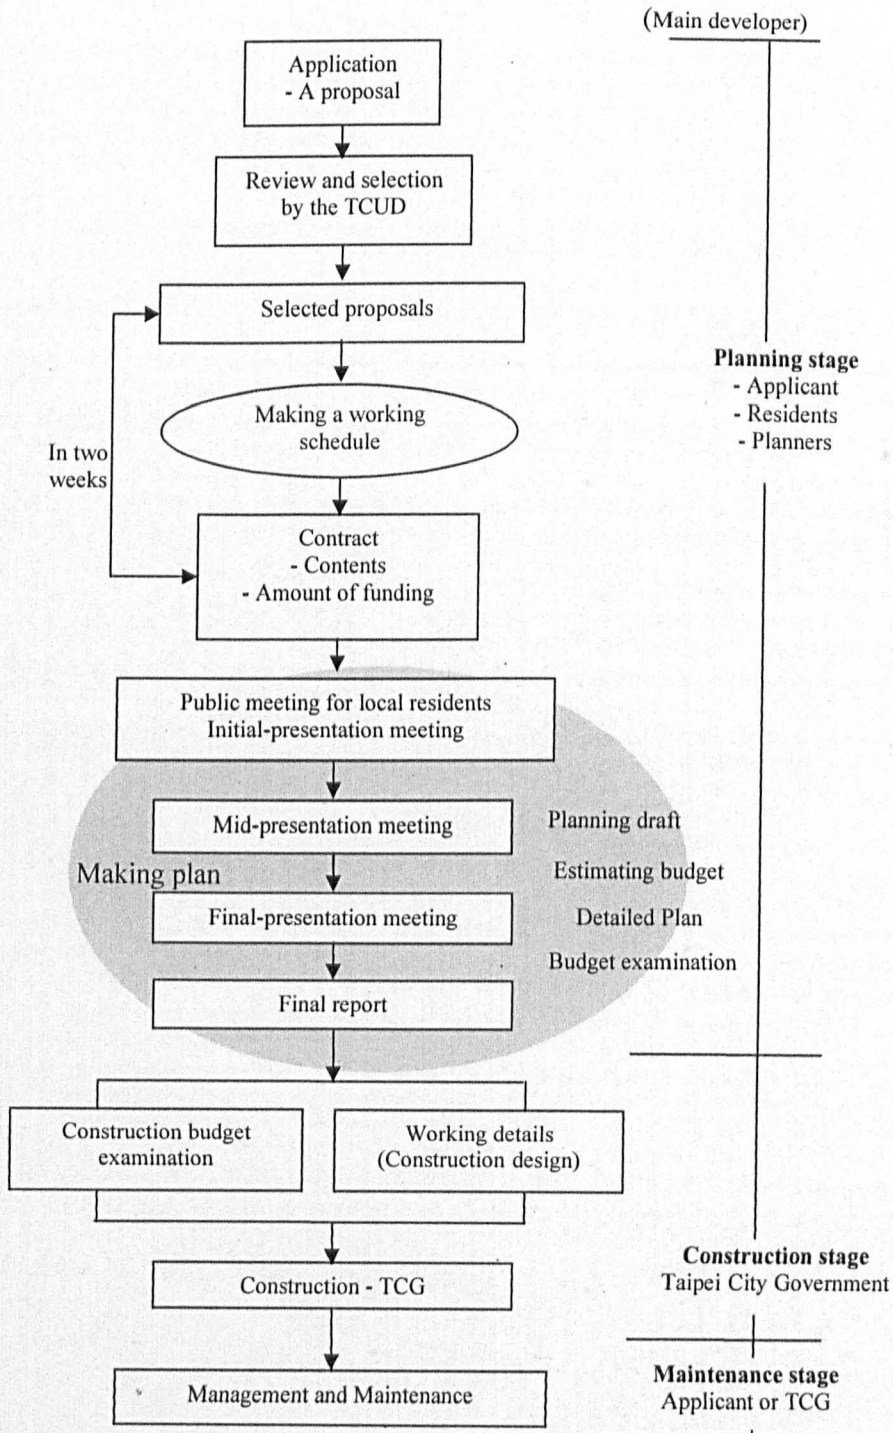 (Main developer)
Application
- A proposal
Review and selection
by the TCUD
Selected proposals
Planning stage
- Applicant
- Residents
- Planners
Making a working
schedule
In two
weeks
Contract
- Contents
- Amount of funding
Public meeting for local residents
Initial-presentation meeting
Mid-presentation meeting
Planning draft
Making plan
Estimating budget
Final-presentation meeting
Detailed Plan
Budget examination
Final report
Construction budget
examination
Working details
(Construction design)
Construction stage
Taipei City Government
Construction - TCG
Maintenance stage
Applicant or TCG
Management and Maintenance